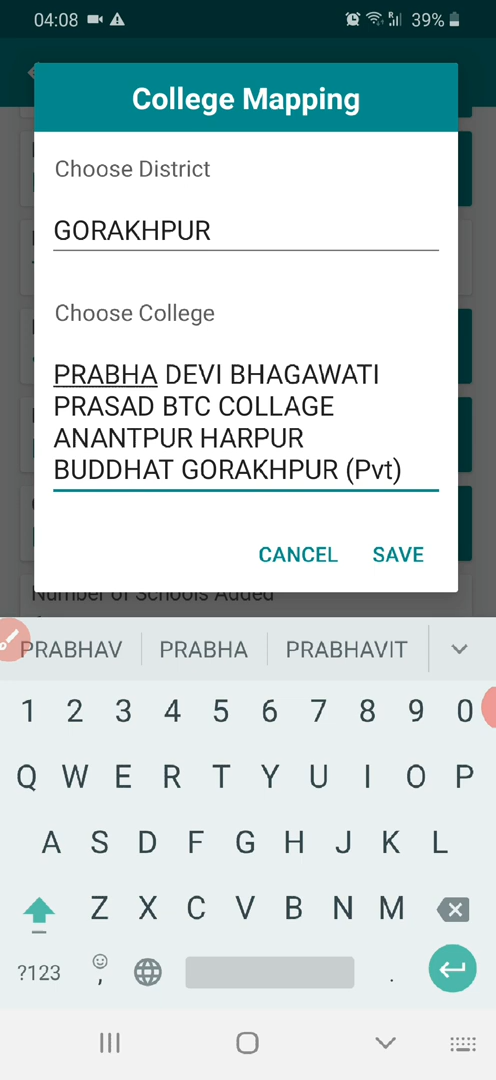 04:08
39%
College Mapping
Choose District
GORAKHPUR
Choose College
PRABHA DEVI BHAGAWATI
PRASAD BTC COLLAGE
ANANTPUR HARPUR
BUDDHAT GORAKHPUR (Pvt)
CANCEL SAVE
Number of Schools Added
PRABHAV PRABHA PRABHAVIT
1 2 3 4 5 6 7 8 9 0
Q W E R T Y U I O P
A S D F G H J K L
Z X C V B N M
?123 , .